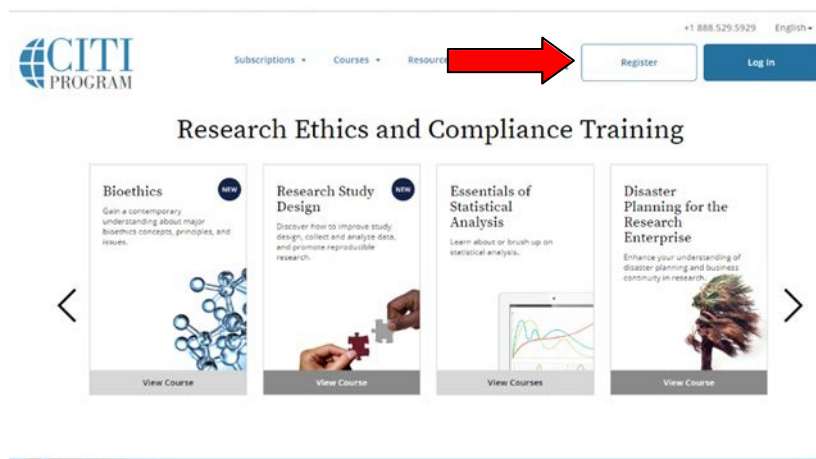 +1 888.529.5929 English
CITI
PROGRAM
Subscriptions Courses
Register
Log In
Research Ethics and Compliance Training
Bioethics
NEW
Gain a contemporary
understanding about major
bioethics concepts, principles, and
issues.
View Course
Research Study
Design
NEW
Discover how to improve study
design, collect and analyze data,
and promote reproducible
research.
View Course
Essentials of
Statistical
Analysis
Learn about or brush up on
statistical analysis.
View Courses
Disaster
Planning for the
Research
Enterprise
Enhance your understanding of
disaster planning and business
continuity in research.
View Course